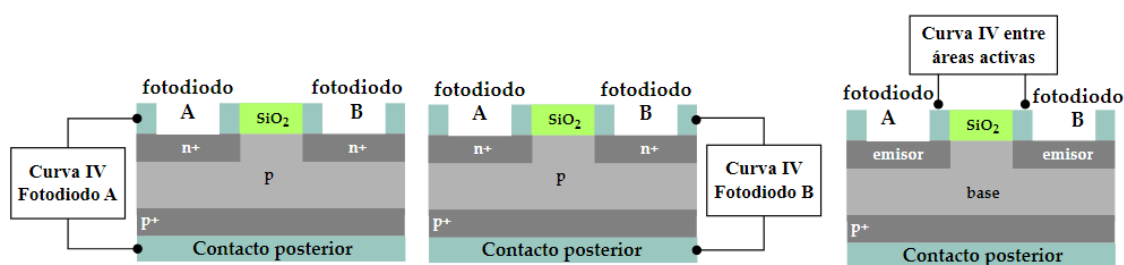 fotodiodo
A
fotodiodo
B
SiO₂
n+
n+
p
p+
Contacto posterior
Curva IV
Fotodiodo A
fotodiodo
A
fotodiodo
B
SiO₂
n+
n+
p
p+
Contacto posterior
Curva IV
Fotodiodo B
Curva IV entre
áreas activas
fotodiodo
A
fotodiodo
B
SiO₂
emisor
emisor
base
p+
Contacto posterior